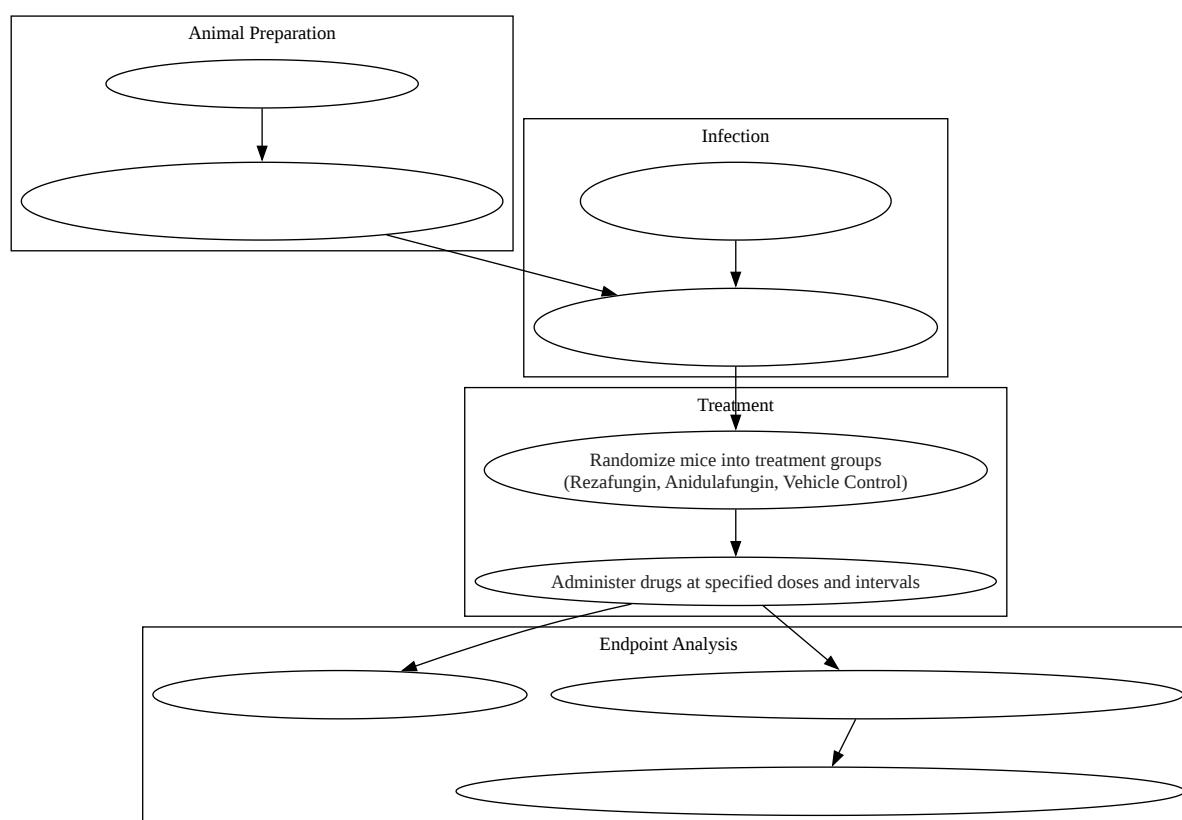 Animal Preparation
Infection
Treatment
Randomize mice into treatment groups
(Rezafungin, Anidulafungin, Vehicle Control)
Administer drugs at specified doses and intervals
Endpoint Analysis